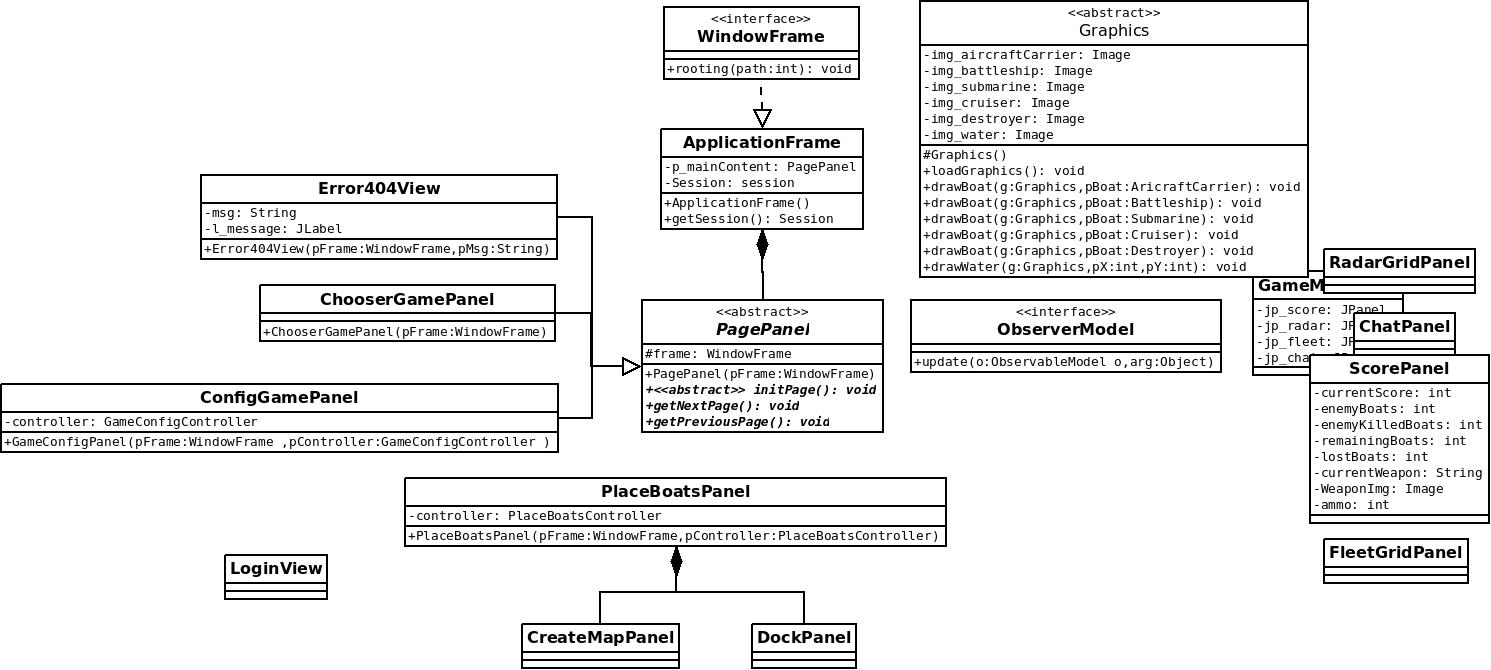 <<interface>>
WindowFrame
+rooting(path:int): void
<<abstract>>
Graphics
-img_aircraftCarrier: Image
-img_battleship: Image
-img_submarine: Image
-img_cruiser: Image
-img_destroyer: Image
-img_water: Image
#Graphics()
+loadGraphics(): void
+drawBoat(g:Graphics,pBoat:AricraftCarrier): void
+drawBoat(g:Graphics,pBoat:Battleship): void
+drawBoat(g:Graphics,pBoat:Submarine): void
+drawBoat(g:Graphics,pBoat:Cruiser): void
+drawBoat(g:Graphics,pBoat:Destroyer): void
+drawWater(g:Graphics,pX:int,pY:int): void
ApplicationFrame
-p_mainContent: PagePanel
-Session: session
+ApplicationFrame()
+getSession(): Session
Error404View
-msg: String
-l_message: JLabel
+Error404View(pFrame:WindowFrame,pMsg:String)
ChooserGamePanel
+ChooserGamePanel(pFrame:WindowFrame)
ConfigGamePanel
-controller: GameConfigController
+GameConfigPanel(pFrame:WindowFrame ,pController:GameConfigController )
<<abstract>>
PagePanel
#frame: WindowFrame
+PagePanel(pFrame:WindowFrame)
+<<abstract>> initPage(): void
+getNextPage(): void
+getPreviousPage(): void
<<interface>>
ObserverModel
+update(o:ObservableModel o,arg:Object)
RadarGridPanel
-jp_score: JPanel
-jp_radar:
-jp_fleet:
ChatPanel
ScorePanel
-currentScore: int
-enemyBoats: int
-enemyKilledBoats: int
-remainingBoats: int
-lostBoats: int
-currentWeapon: String
-WeaponImg: Image
-ammo: int
FleetGridPanel
PlaceBoatsPanel
-controller: PlaceBoatsController
+PlaceBoatsPanel(pFrame:WindowFrame,pController:PlaceBoatsController)
LoginView
CreateMapPanel
DockPanel